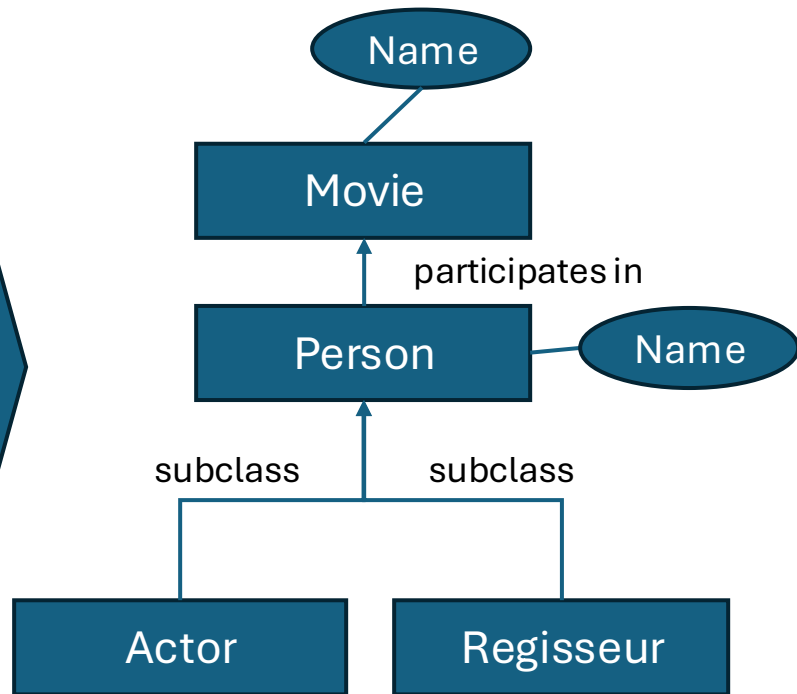 Name
Movie
participates in
Person
Name
subclass
subclass
Actor
Regisseur